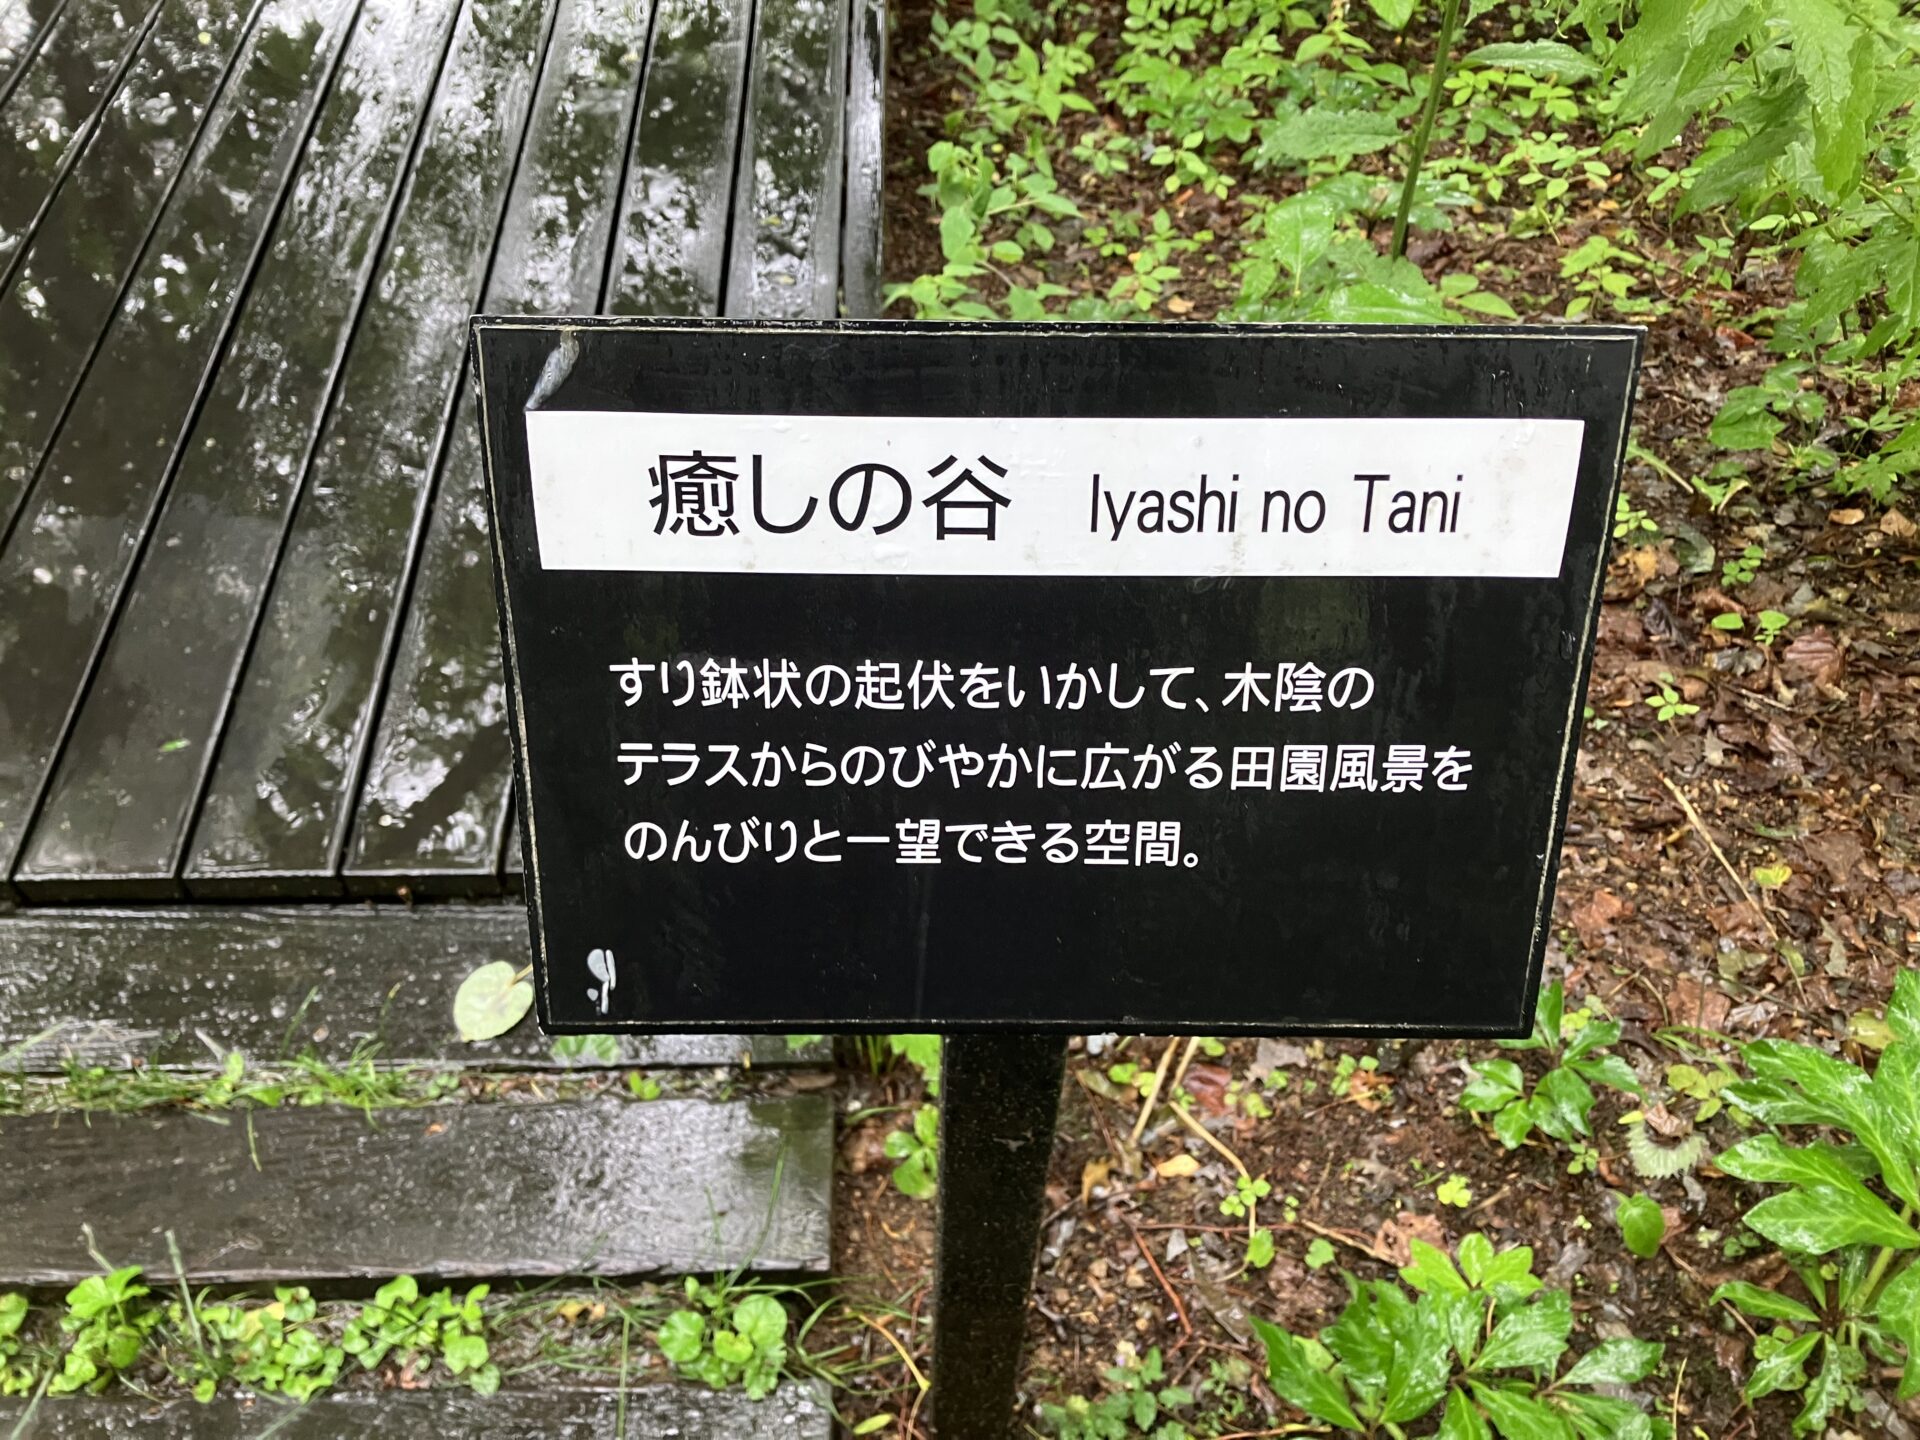 癒しの谷 Iyashi no Tani
すり鉢状の起伏をいかして、木陰の
テラスからのびやかに広がる田園風景を
のんびりと一望できる空間。